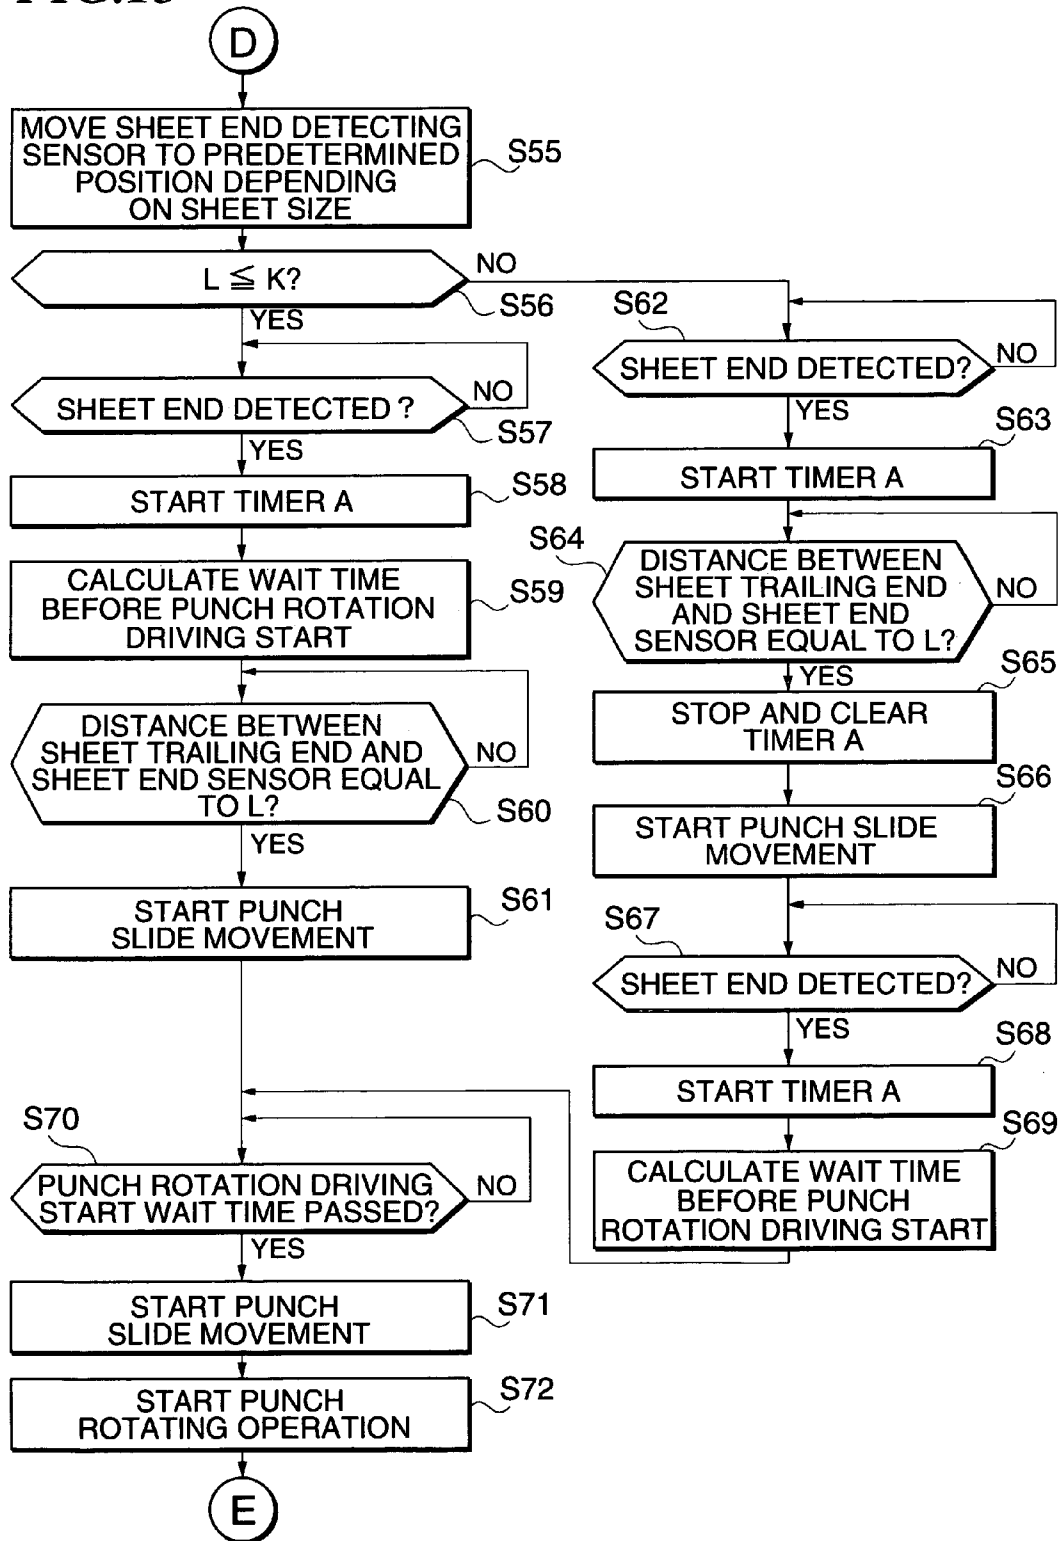 D
MOVE SHEET END DETECTING
SENSOR TO PREDETERMINED
POSITION DEPENDING
ON SHEET SIZE
S55
L ≦ K?
NO
S56
YES
SHEET END DETECTED ?
NO
S57
YES
START TIMER A
S58
CALCULATE WAIT TIME
BEFORE PUNCH ROTATION
DRIVING START
S59
DISTANCE BETWEEN
SHEET TRAILING END AND
SHEET END SENSOR EQUAL
TO L?
NO
S60
YES
START PUNCH
SLIDE MOVEMENT
S61
S62
SHEET END DETECTED?
NO
YES
S63
START TIMER A
S64
DISTANCE BETWEEN
SHEET TRAILING END
AND SHEET END
SENSOR EQUAL TO L?
NO
YES
S65
STOP AND CLEAR
TIMER A
S66
START PUNCH SLIDE
MOVEMENT
S67
SHEET END DETECTED?
NO
YES
S68
START TIMER A
S69
CALCULATE WAIT TIME
BEFORE PUNCH
ROTATION DRIVING START
S70
PUNCH ROTATION DRIVING
START WAIT TIME PASSED?
NO
YES
START PUNCH
SLIDE MOVEMENT
S71
START PUNCH
ROTATING OPERATION
S72
E